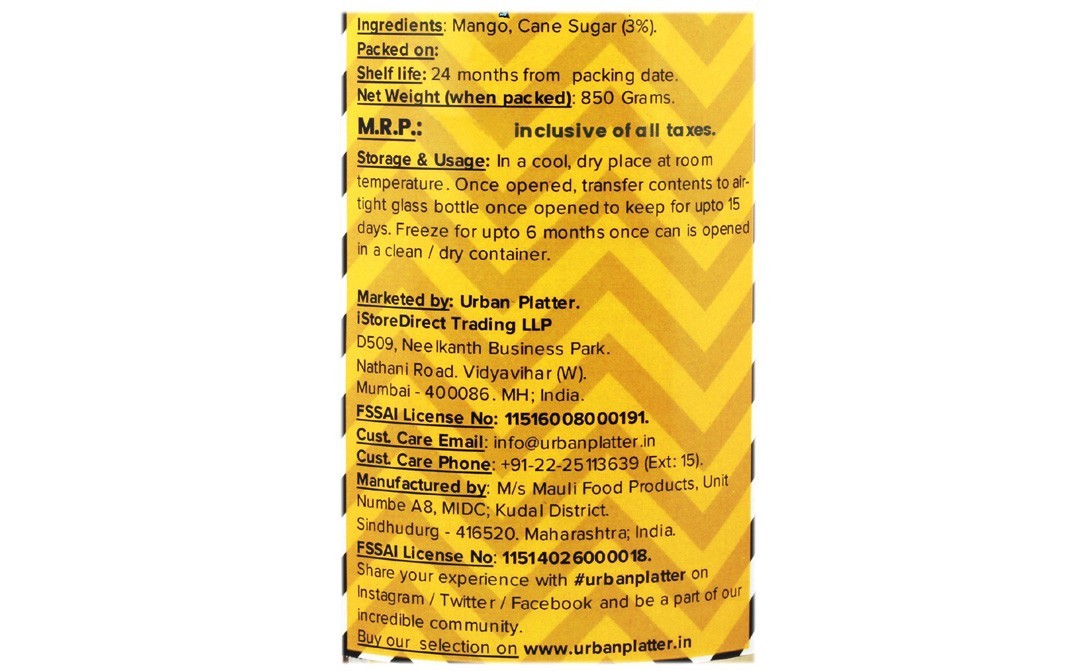 Ingredients: Mango, Cane Sugar (3%).
Packed on:
Shelf life: 24 months from packing date.
Net Weight (when packed): 850 Grams.
M.R.P.: inclusive of all taxes.
Storage & Usage: In a cool, dry place at room
temperature. Once opened, transfer contents to air-
tight glass bottle once opened to keep for upto 15
days. Freeze for upto 6 months once can is opened
in a clean / dry container.
Marketed by: Urban Platter.
iStoreDirect Trading LLP
D509, Neelkanth Business Park.
Nathani Road. Vidyavihar (W).
Mumbai - 400086. MH; India.
FSSAI License No: 11516008000191.
Cust. Care Email: info@urbanplatter.in
Cust. Care Phone: +91-22-25113639 (Ext: 15).
Manufactured by: M/s Mauli Food Products, Unit
Numbe A8, MIDC; Kudal District.
Sindhudurg - 416520. Maharashtra; India.
FSSAI License No: 11514026000018.
Share your experience with #urbanplatter on
Instagram / Twitter / Facebook and be a part of our
incredible community.
Buy our selection on www.urbanplatter.in